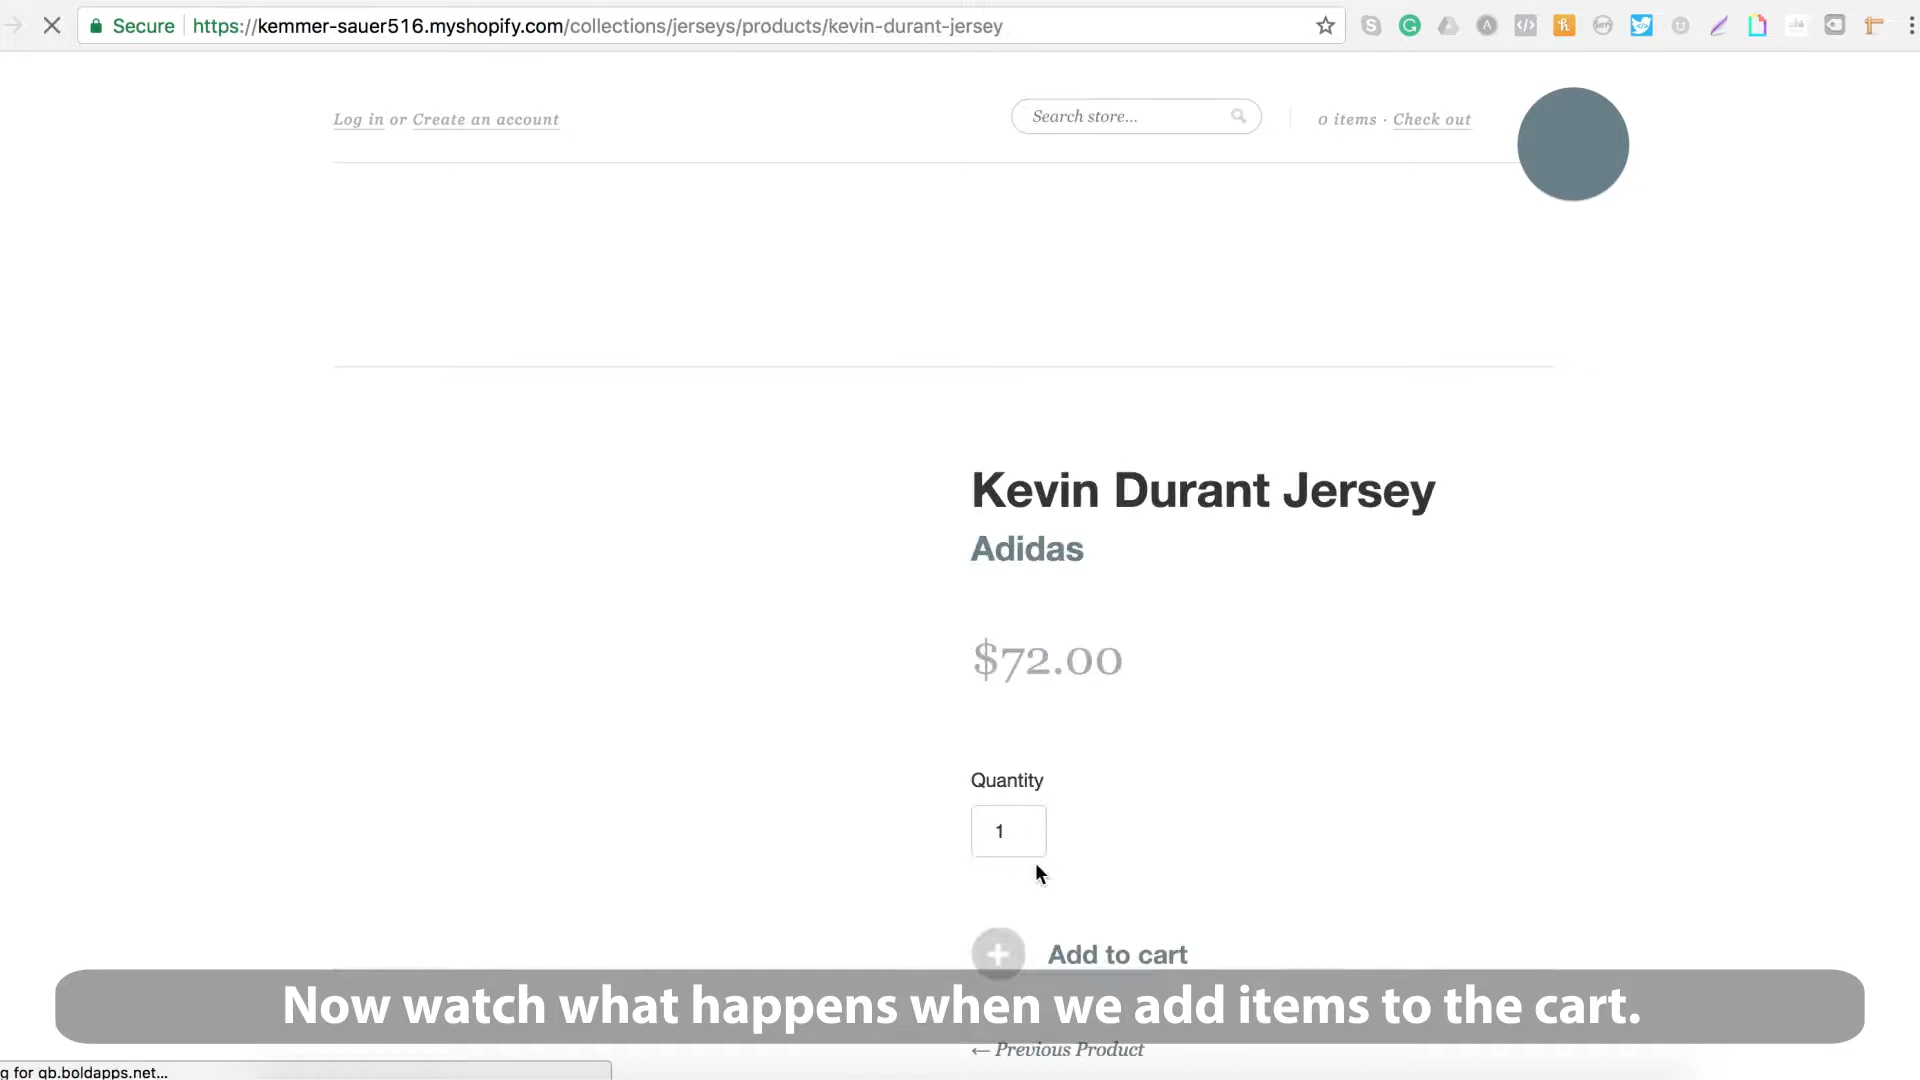 Secure
https://kemmer-sauer516.myshopify.com/collections/jerseys/products/kevin-durant-jersey
Log in or Create an account
Search store...
0 items · Check out
Kevin Durant Jersey
Adidas
$72.00
Quantity
1
Add to cart
Now watch what happens when we add items to the cart.
← Previous Product
g for qb.boldapps.net...